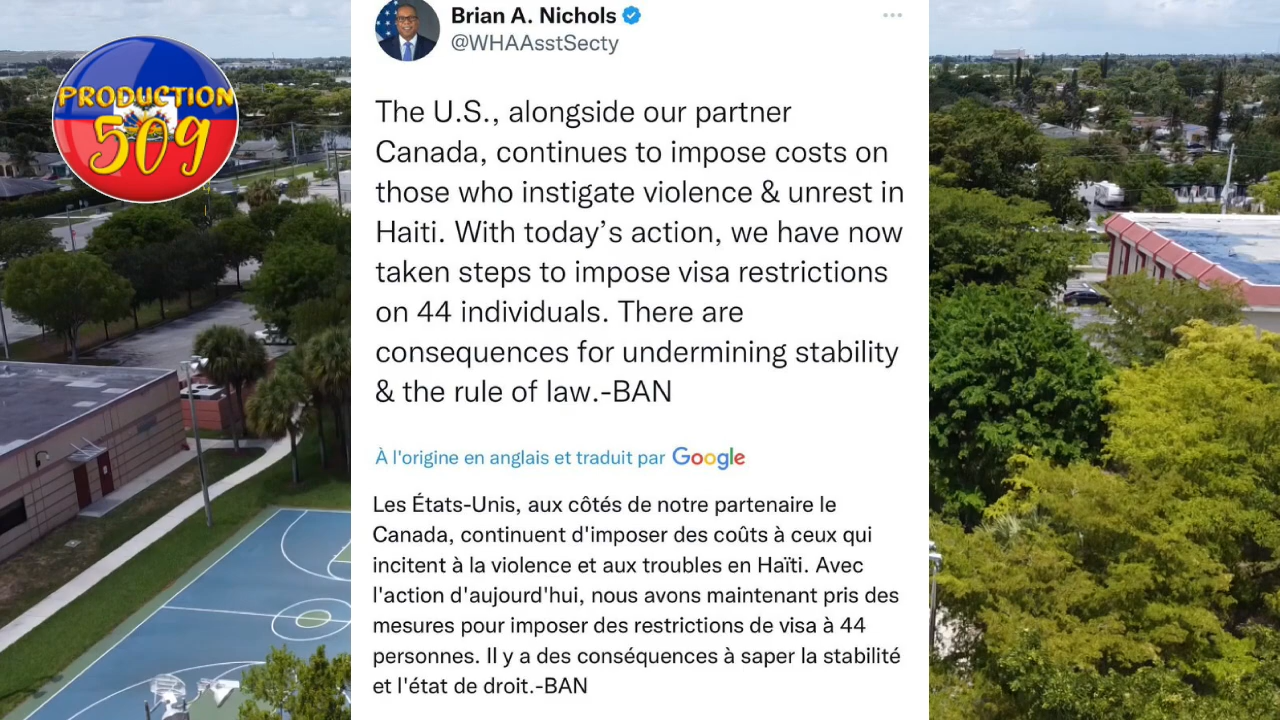 PRODUCTION
509
Brian A. Nichols
@WHAAsstSecty
The U.S., alongside our partner
Canada, continues to impose costs on
those who instigate violence & unrest in
Haiti. With today’s action, we have now
taken steps to impose visa restrictions
on 44 individuals. There are
consequences for undermining stability
& the rule of law.-BAN
À l'origine en anglais et traduit par Google
Les États-Unis, aux côtés de notre partenaire le
Canada, continuent d'imposer des coûts à ceux qui
incitent à la violence et aux troubles en Haïti. Avec
l'action d'aujourd'hui, nous avons maintenant pris des
mesures pour imposer des restrictions de visa à 44
personnes. Il y a des conséquences à saper la stabilité
et l'état de droit.-BAN